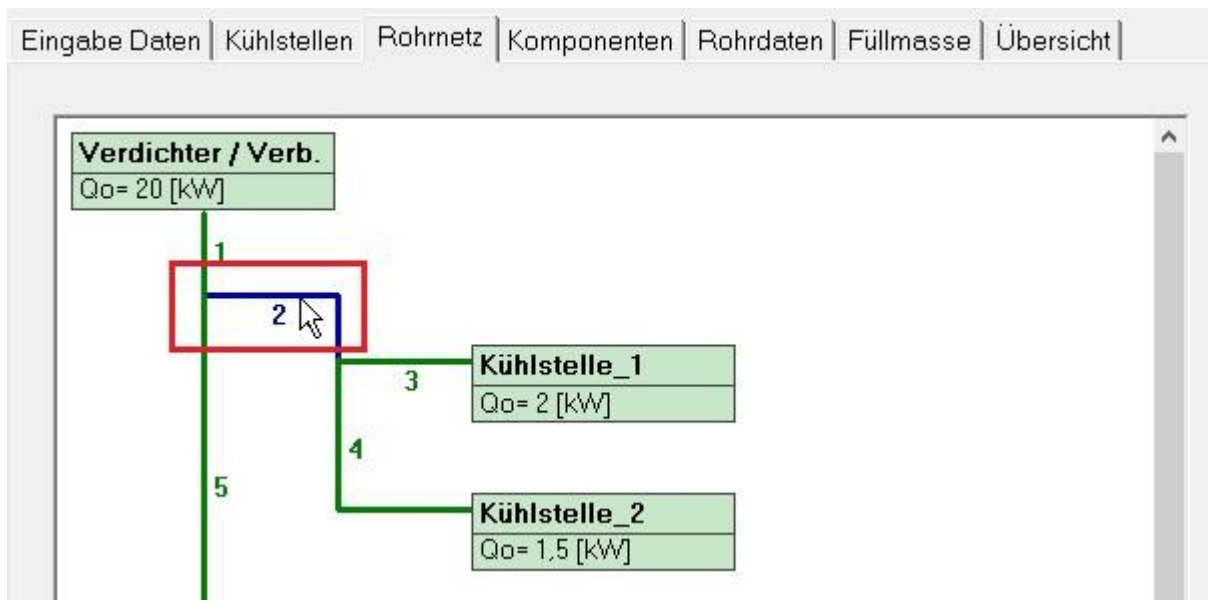 Eingabe Daten Kühlstellen Rohrnetz Komponenten Rohrdaten Füllmasse Übersicht
Verdichter / Verb.
Qo= 20 [kW]
1
2
3
Kühlstelle_1
Qo= 2 [kW]
4
5
Kühlstelle_2
Qo= 1,5 [kW]